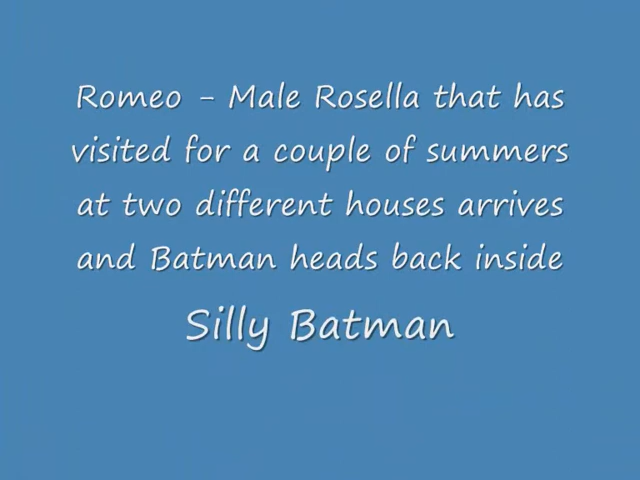 Romeo - Male Rosella that has
visited for a couple of summers
at two different houses arrives
and Batman heads back inside
Silly Batman